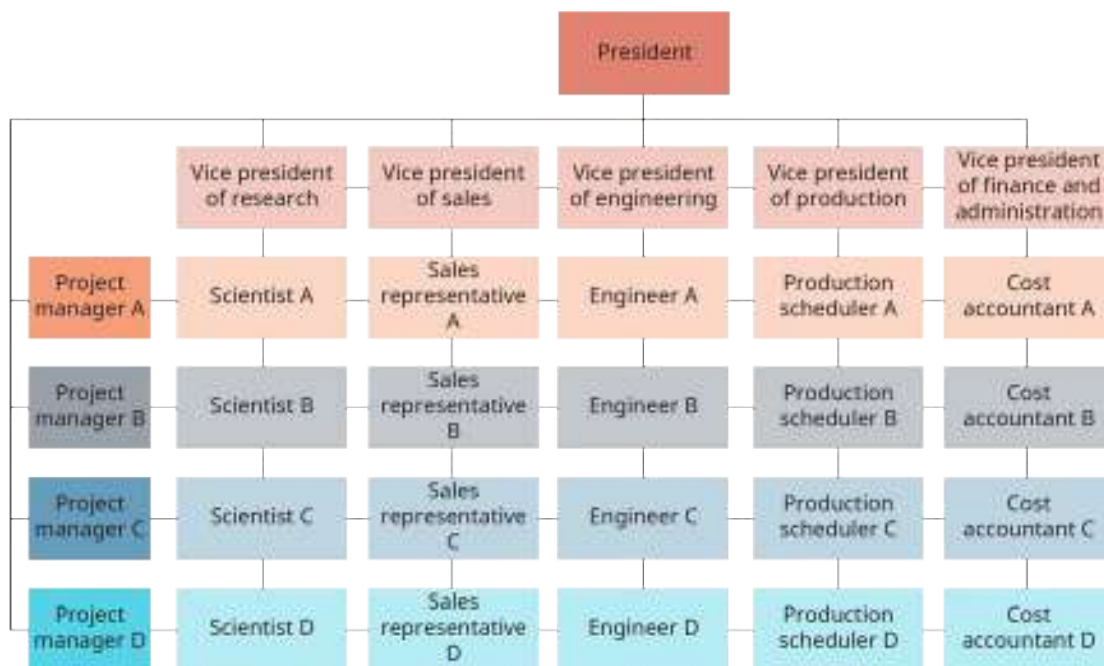 President
Vice president
of research
Vice president
of sales
Vice president
of engineering
Vice president
of production
Vice president
of finance and
administration
Project
manager A
Scientist A
Sales
representative
A
Engineer A
Production
scheduler A
Cost
accountant A
Project
manager B
Scientist B
Sales
representative
B
Engineer B
Production
scheduler B
Cost
accountant B
Project
manager C
Scientist C
Sales
representative
C
Engineer C
Production
scheduler C
Cost
accountant C
Project
manager D
Scientist D
Sales
representative
D
Engineer D
Production
scheduler D
Cost
accountant D